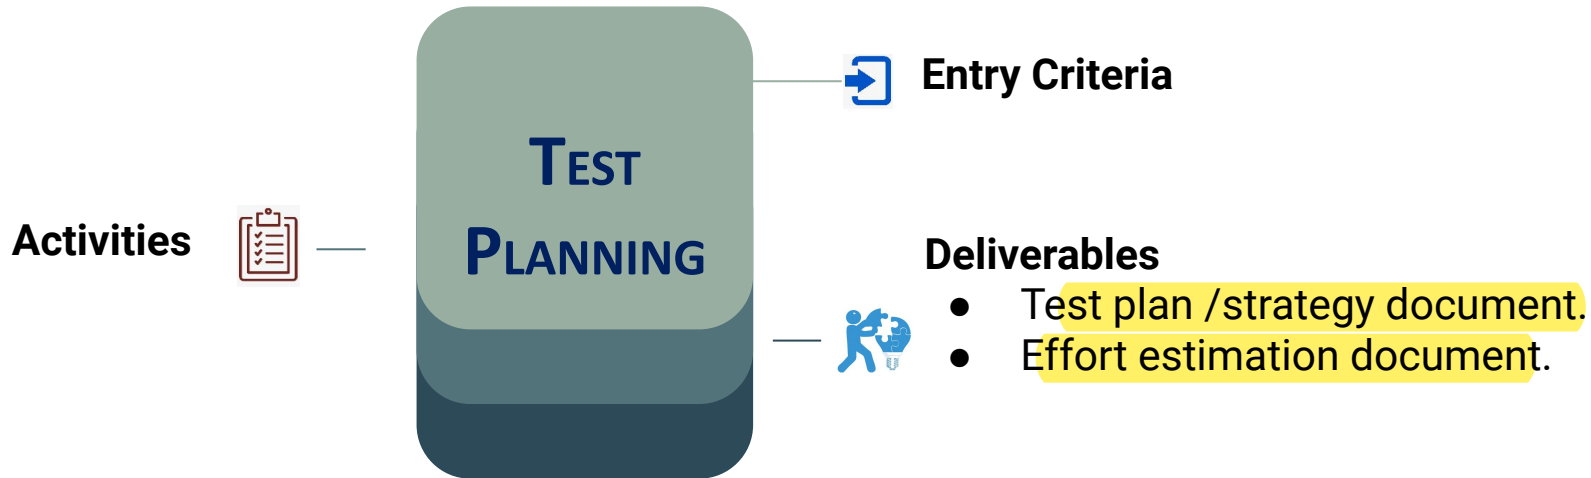 Entry Criteria
TEST
PLANNING
Activities
Deliverables
● Test plan /strategy document.
● Effort estimation document.